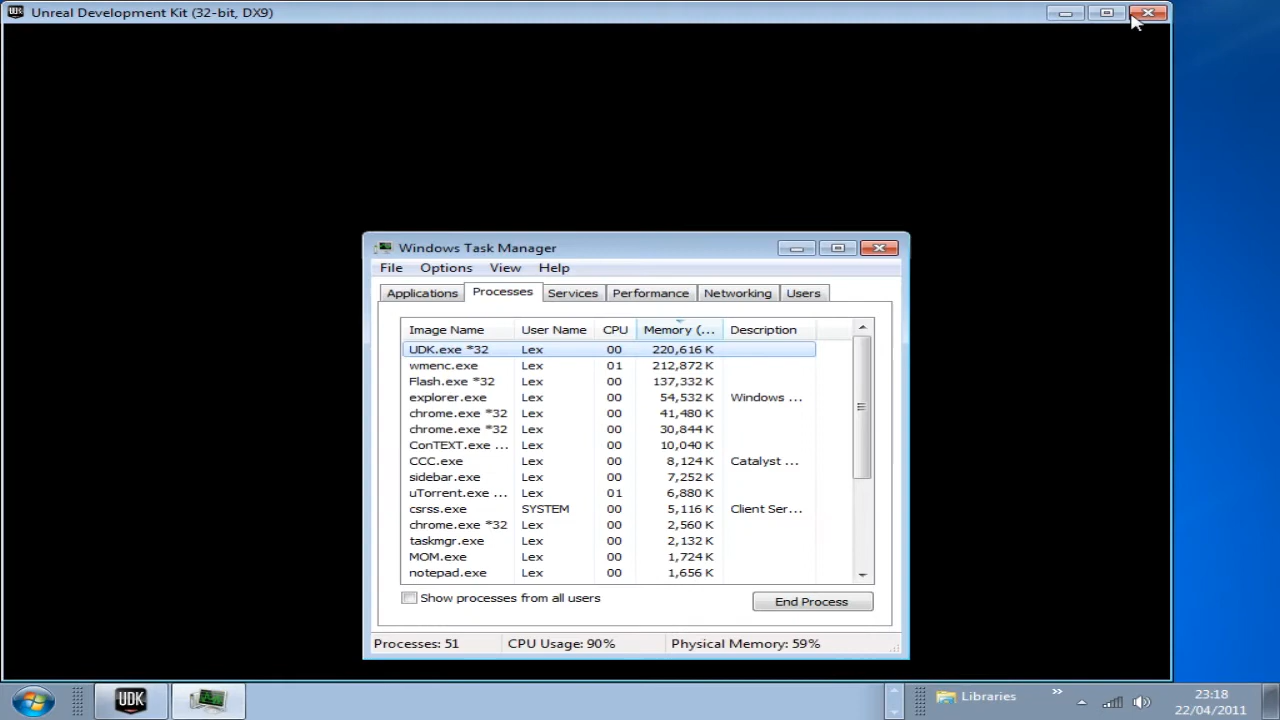 Unreal Development Kit (32-bit, DX9)
Windows Task Manager
File Options View Help
Applications Processes Services Performance Networking Users
Image Name User Name CPU Memory (... Description
UDK.exe *32 Lex 00 220,616 K
wmenc.exe Lex 01 212,872 K
Flash.exe *32 Lex 00 137,332 K
explorer.exe Lex 00 54,532 K Windows ...
chrome.exe *32 Lex 00 41,480 K
chrome.exe *32 Lex 00 30,844 K
ConTEXT.exe ... Lex 00 10,040 K
CCC.exe Lex 00 8,124 K Catalyst ...
sidebar.exe Lex 00 7,252 K
uTorrent.exe ... Lex 01 6,880 K
csrss.exe SYSTEM 00 5,116 K Client Ser...
chrome.exe *32 Lex 00 2,560 K
taskmgr.exe Lex 00 2,132 K
MOM.exe Lex 00 1,724 K
notepad.exe Lex 00 1,656 K
Show processes from all users
End Process
Processes: 51 CPU Usage: 90% Physical Memory: 59%
UDK
Libraries
23:18
22/04/2011